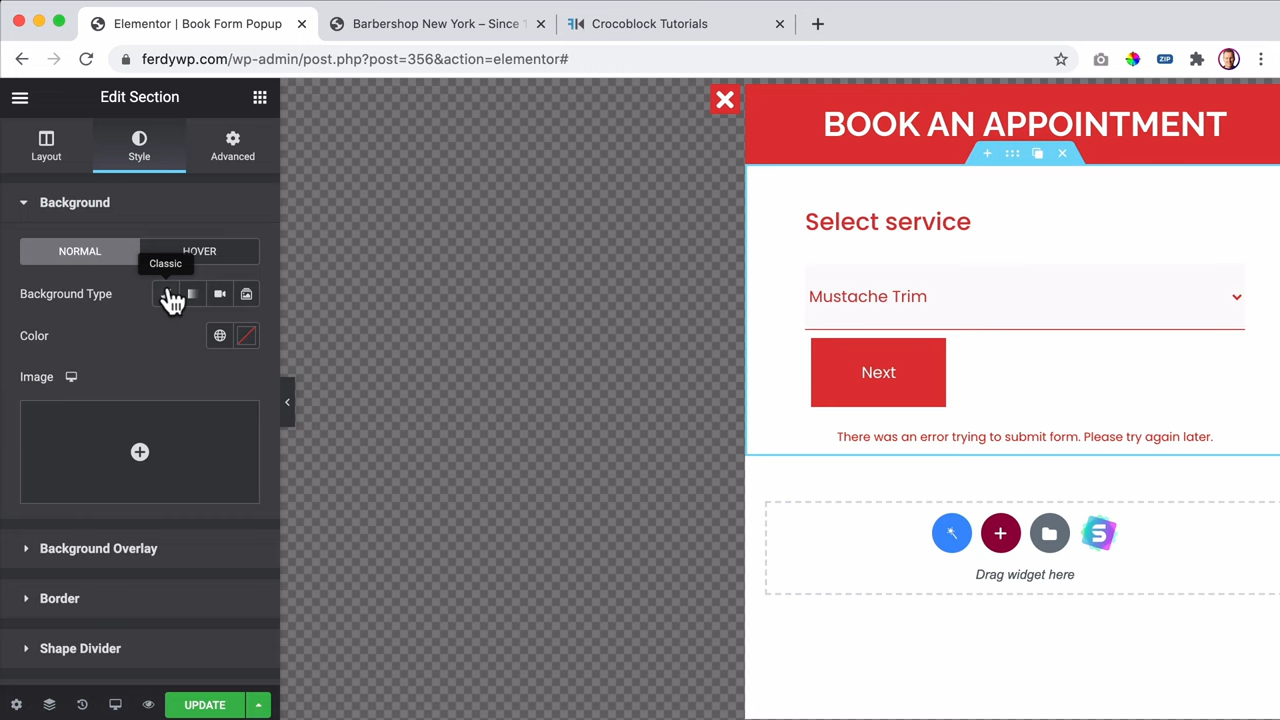 Elementor | Book Form Popup
Barbershop New York – Since 1
Crocoblock Tutorials
ferdywp.com/wp-admin/post.php?post=356&action=elementor#
ZIP
Edit Section
Layout
Style
Advanced
Background
NORMAL
HOVER
Classic
Background Type
Color
Image
Background Overlay
Border
Shape Divider
UPDATE
BOOK AN APPOINTMENT
Select service
Mustache Trim
Next
There was an error trying to submit form. Please try again later.
Drag widget here